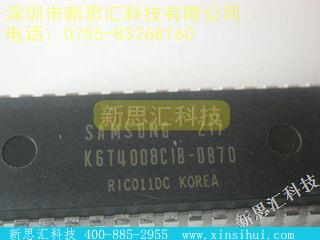 深圳市新思汇科技有限公司
电话：0755-83268160
SAMSUNG 211
新思汇科技
K6T4008C1B-DB70
RIC011DC KOREA
新思汇科技
新思汇科技 400-885-2955 www.xinsihui.com